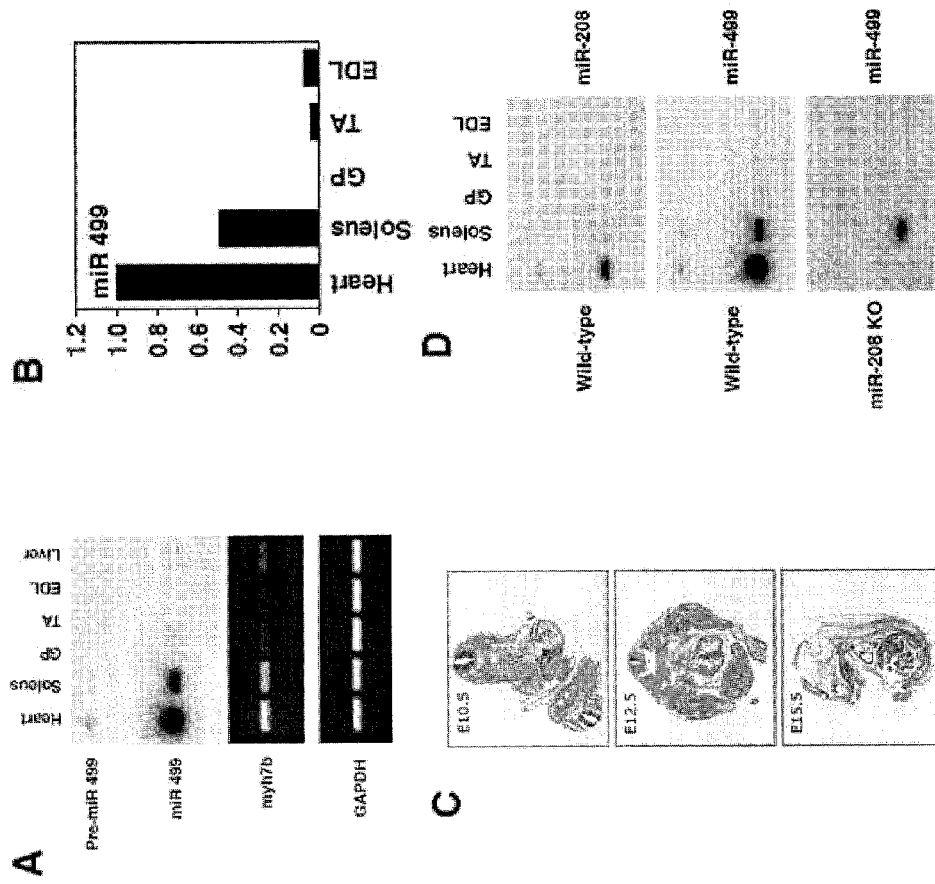 A
Heart
Soleus
GP
TA
EDL
Liver
Pre-miR 499
miR 499
myh7b
GAPDH
B
miR 499
1.2
1.0
0.8
0.6
0.4
0.2
0
Heart
Soleus
GP
TA
EDL
C
E10.5
E12.5
E15.5
D
Heart
Soleus
GP
TA
EDL
Wild-type
miR-208
Wild-type
miR-499
miR-208 KO
miR-499